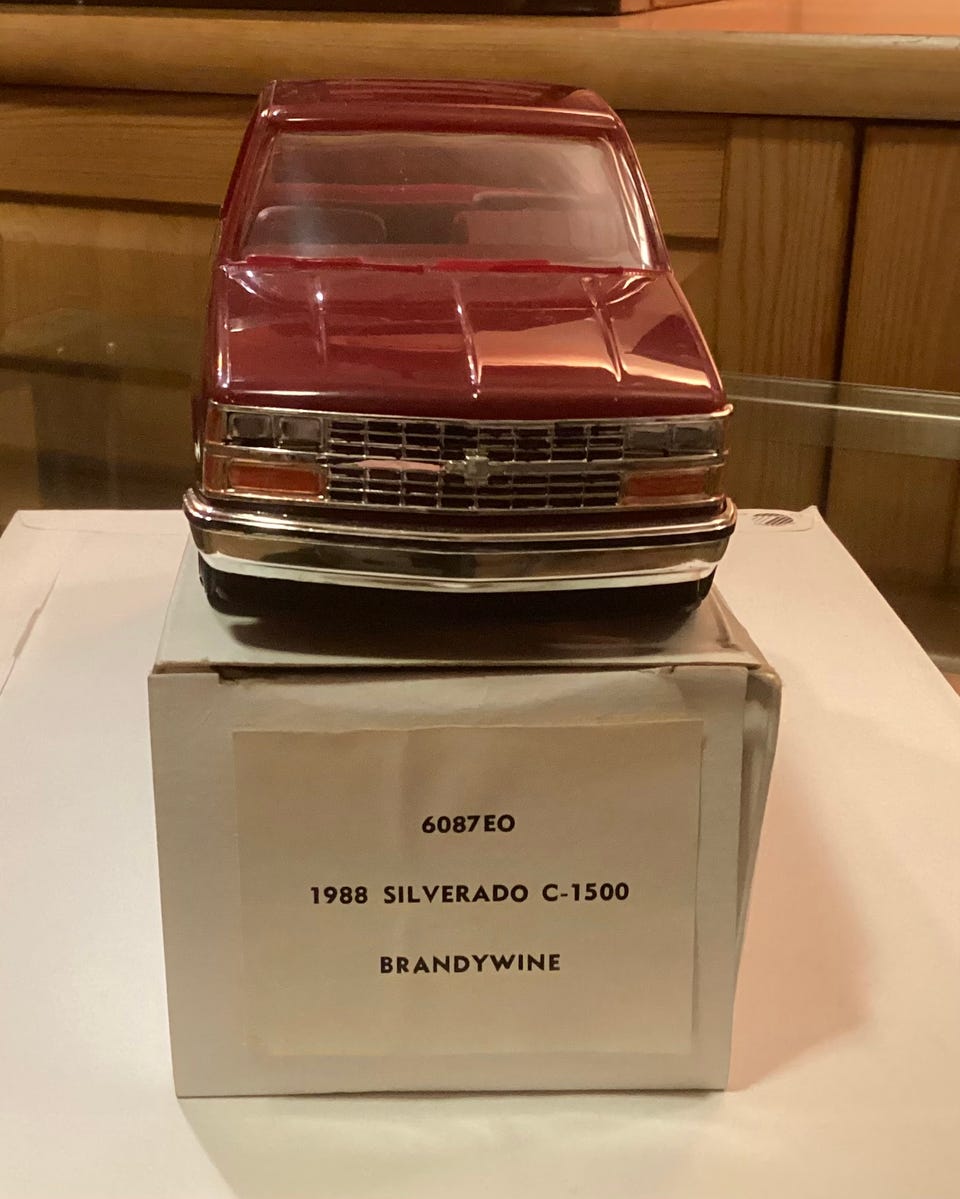 6087EO
1988 SILVERADO C-1500
BRANDYWINE